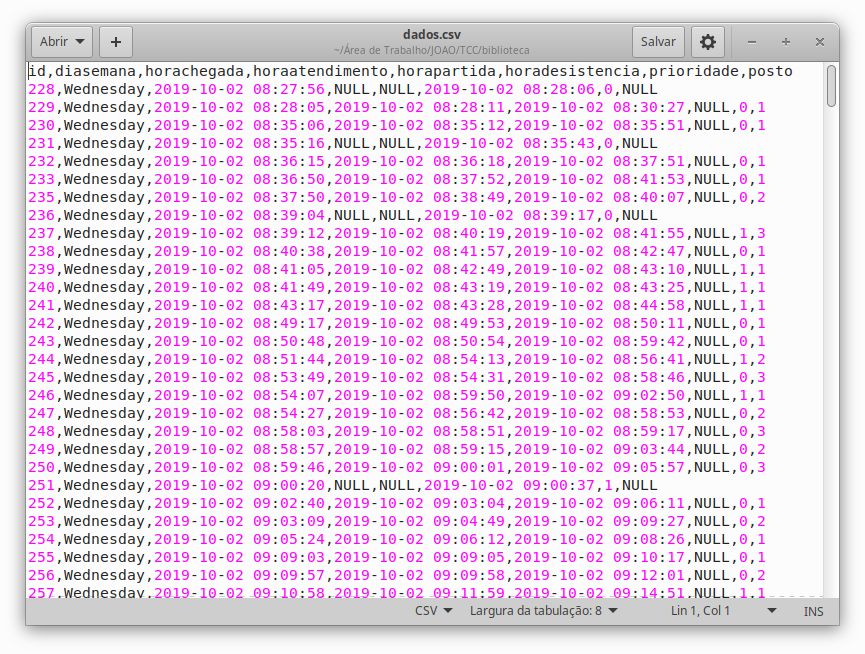 Abrir
+
dados.csv
~/Área de Trabalho/JOAO/TCC/biblioteca
Salvar
id,diasemana,horachegada,horaatendimento,horapartida,horadesistencia,prioridade,posto
228,Wednesday,2019-10-02 08:27:56,NULL,NULL,2019-10-02 08:28:06,0,NULL
229,Wednesday,2019-10-02 08:28:05,2019-10-02 08:28:11,2019-10-02 08:30:27,NULL,0,1
230,Wednesday,2019-10-02 08:35:06,2019-10-02 08:35:12,2019-10-02 08:35:51,NULL,0,1
231,Wednesday,2019-10-02 08:35:16,NULL,NULL,2019-10-02 08:35:43,0,NULL
232,Wednesday,2019-10-02 08:36:15,2019-10-02 08:36:18,2019-10-02 08:37:51,NULL,0,1
233,Wednesday,2019-10-02 08:36:50,2019-10-02 08:37:52,2019-10-02 08:41:53,NULL,0,1
235,Wednesday,2019-10-02 08:37:50,2019-10-02 08:38:49,2019-10-02 08:40:07,NULL,0,2
236,Wednesday,2019-10-02 08:39:04,NULL,NULL,2019-10-02 08:39:17,0,NULL
237,Wednesday,2019-10-02 08:39:12,2019-10-02 08:40:19,2019-10-02 08:41:55,NULL,1,3
238,Wednesday,2019-10-02 08:40:38,2019-10-02 08:41:57,2019-10-02 08:42:47,NULL,0,1
239,Wednesday,2019-10-02 08:41:05,2019-10-02 08:42:49,2019-10-02 08:43:10,NULL,1,1
240,Wednesday,2019-10-02 08:41:49,2019-10-02 08:43:19,2019-10-02 08:43:25,NULL,1,1
241,Wednesday,2019-10-02 08:43:17,2019-10-02 08:43:28,2019-10-02 08:44:58,NULL,1,1
242,Wednesday,2019-10-02 08:49:17,2019-10-02 08:49:53,2019-10-02 08:50:11,NULL,0,1
243,Wednesday,2019-10-02 08:50:48,2019-10-02 08:50:54,2019-10-02 08:59:42,NULL,0,1
244,Wednesday,2019-10-02 08:51:44,2019-10-02 08:54:13,2019-10-02 08:56:41,NULL,1,2
245,Wednesday,2019-10-02 08:53:49,2019-10-02 08:54:31,2019-10-02 08:58:46,NULL,0,3
246,Wednesday,2019-10-02 08:54:07,2019-10-02 08:59:50,2019-10-02 09:02:50,NULL,1,1
247,Wednesday,2019-10-02 08:54:27,2019-10-02 08:56:42,2019-10-02 08:58:53,NULL,0,2
248,Wednesday,2019-10-02 08:58:03,2019-10-02 08:58:51,2019-10-02 08:59:17,NULL,0,3
249,Wednesday,2019-10-02 08:58:57,2019-10-02 08:59:15,2019-10-02 09:03:44,NULL,0,2
250,Wednesday,2019-10-02 08:59:46,2019-10-02 09:00:01,2019-10-02 09:05:57,NULL,0,3
251,Wednesday,2019-10-02 09:00:20,NULL,NULL,2019-10-02 09:00:37,1,NULL
252,Wednesday,2019-10-02 09:02:40,2019-10-02 09:03:04,2019-10-02 09:06:11,NULL,0,1
253,Wednesday,2019-10-02 09:03:09,2019-10-02 09:04:49,2019-10-02 09:09:27,NULL,0,2
254,Wednesday,2019-10-02 09:05:24,2019-10-02 09:06:12,2019-10-02 09:08:26,NULL,0,1
255,Wednesday,2019-10-02 09:09:03,2019-10-02 09:09:05,2019-10-02 09:10:17,NULL,0,1
256,Wednesday,2019-10-02 09:09:57,2019-10-02 09:09:58,2019-10-02 09:12:01,NULL,0,2
257,Wednesday,2019-10-02 09:10:58,2019-10-02 09:11:59,2019-10-02 09:14:51,NULL,1,1
CSV
Largura da tabulação: 8
Lin 1, Col 1
INS